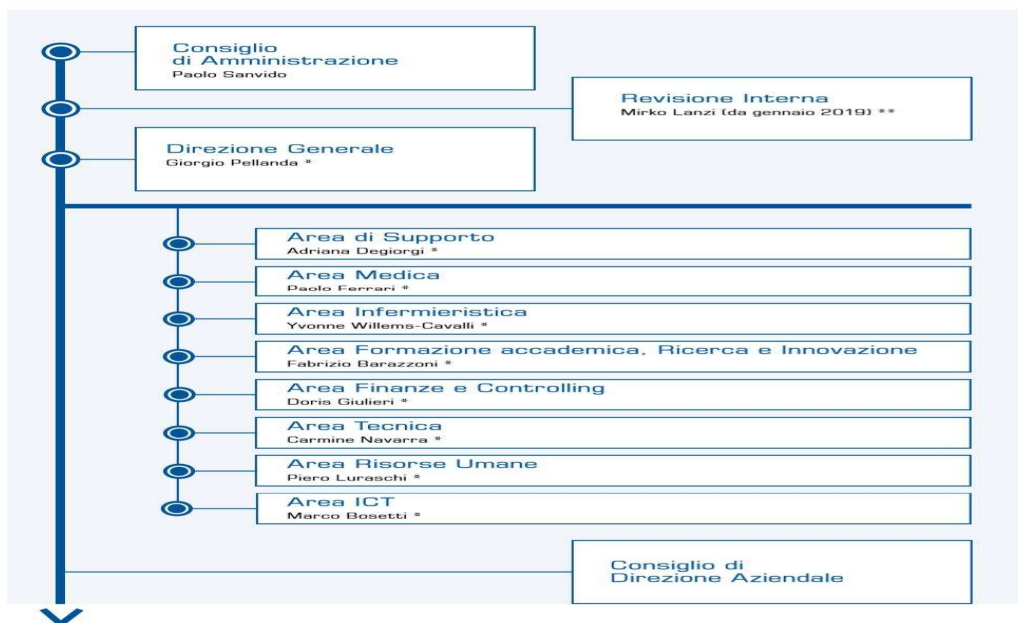 Consiglio
di Amministrazione
Paolo Sanvido
Revisione Interna
Mirko Lanzi (da gennaio 2019) **
Direzione Generale
Giorgio Pellanda *
Area di Supporto
Adriana Degiorgi *
Area Medica
Paolo Ferrari *
Area Infermieristica
Yvonne Willems-Cavalli *
Area Formazione accademica, Ricerca e Innovazione
Fabrizio Barazzoni *
Area Finanze e Controlling
Doris Giulieri *
Area Tecnica
Carmine Navarra *
Area Risorse Umane
Piero Luraschi *
Area ICT
Marco Bosetti *
Consiglio di
Direzione Aziendale